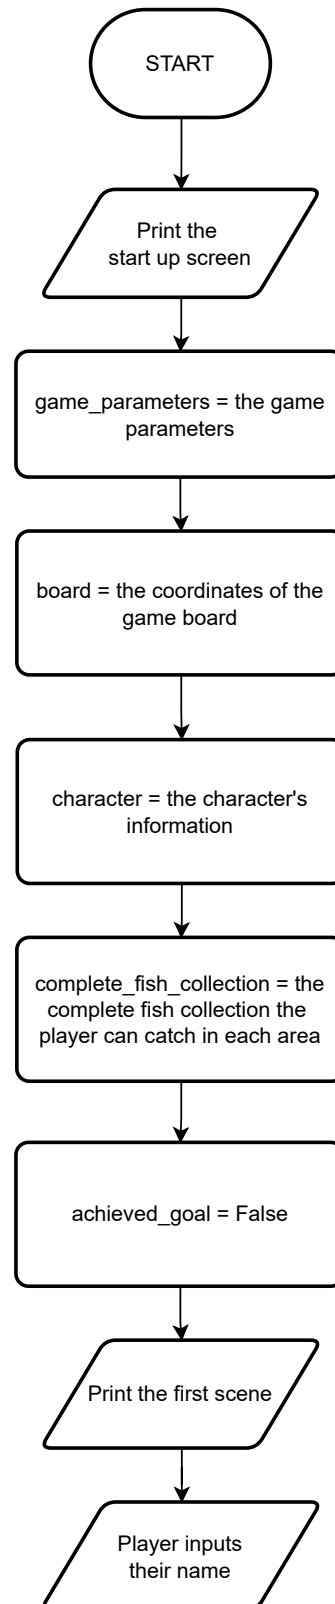 START
Print the
start up screen
game_parameters = the game
parameters
board = the coordinates of the
game board
character = the character's
information
complete_fish_collection = the
complete fish collection the
player can catch in each area
achieved_goal = False
Print the first scene
Player inputs
their name